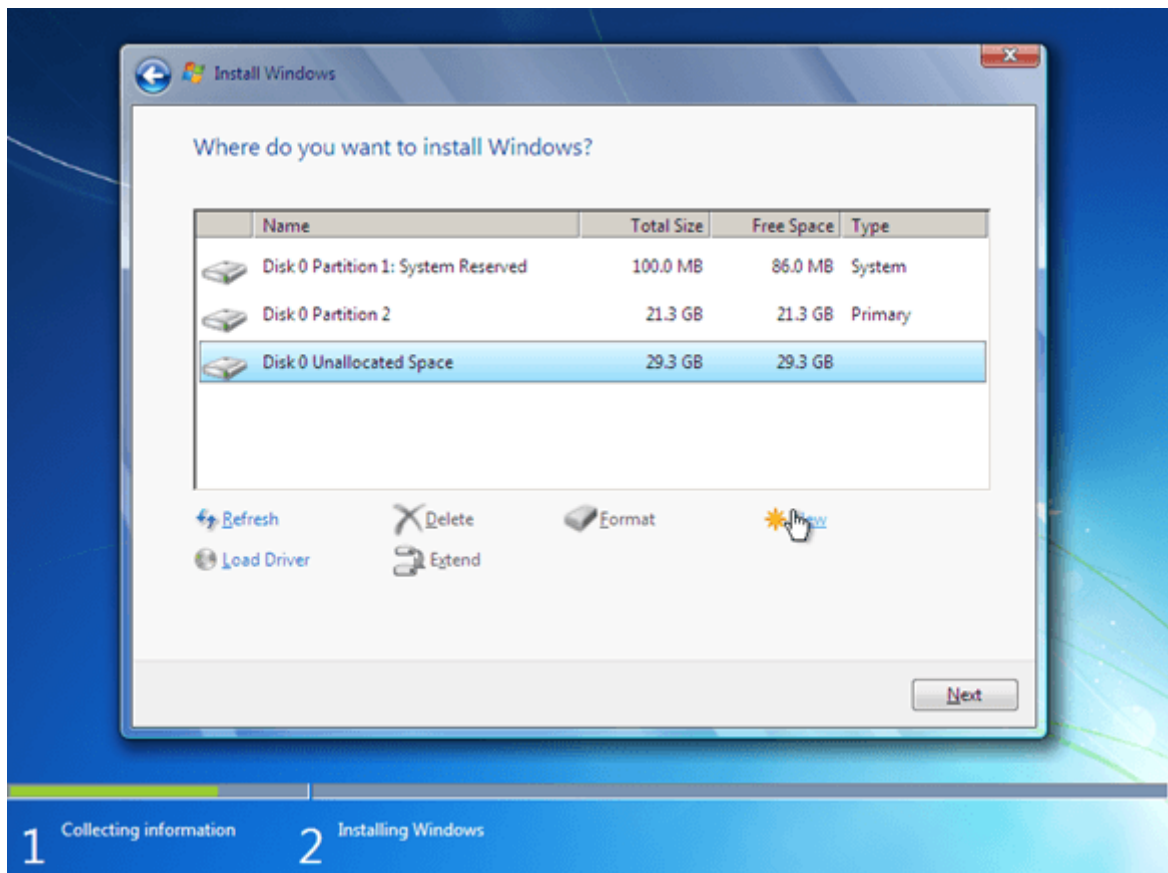 Install Windows
Where do you want to install Windows?
Name Total Size Free Space Type
Disk 0 Partition 1: System Reserved 100.0 MB 86.0 MB System
Disk 0 Partition 2 21.3 GB 21.3 GB Primary
Disk 0 Unallocated Space 29.3 GB 29.3 GB
Refresh Delete Format
Load Driver Extend
Next
1 Collecting information 2 Installing Windows